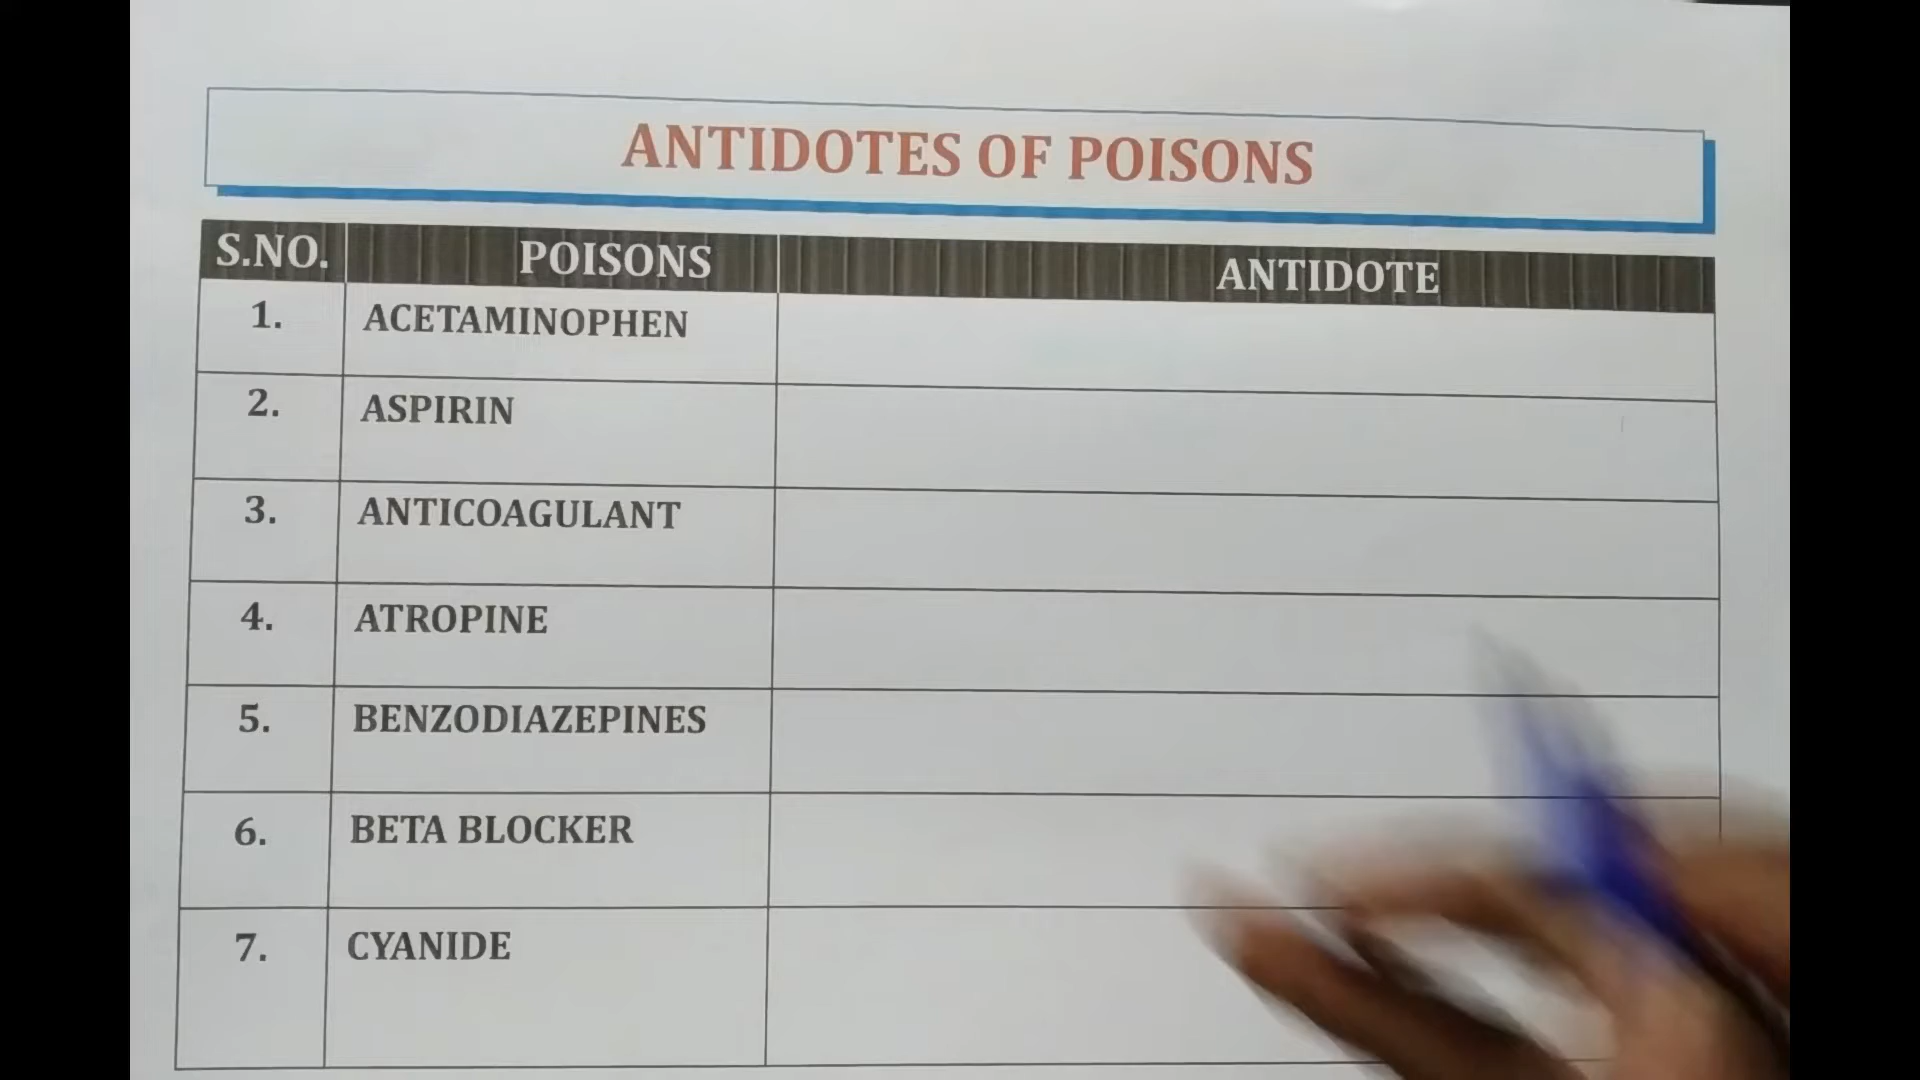 ANTIDOTES OF POISONS
S.NO. POISONS ANTIDOTE
1. ACETAMINOPHEN
2. ASPIRIN
3. ANTICOAGULANT
4. ATROPINE
5. BENZODIAZEPINES
6. BETA BLOCKER
7. CYANIDE